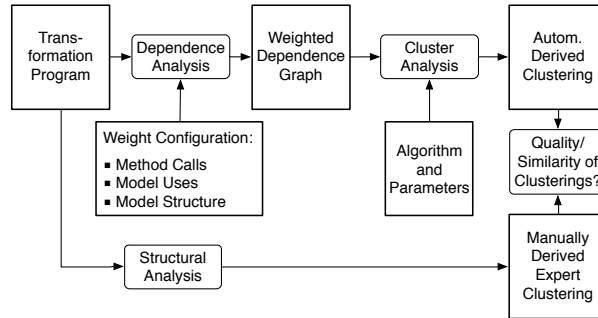 Trans-
formation
Program
Dependence
Analysis
Weighted
Dependence
Graph
Cluster
Analysis
Autom.
Derived
Clustering
Weight Configuration:
▪ Method Calls
▪ Model Uses
▪ Model Structure
Algorithm
and
Parameters
Quality/
Similarity of
Clusterings?
Structural
Analysis
Manually
Derived
Expert
Clustering